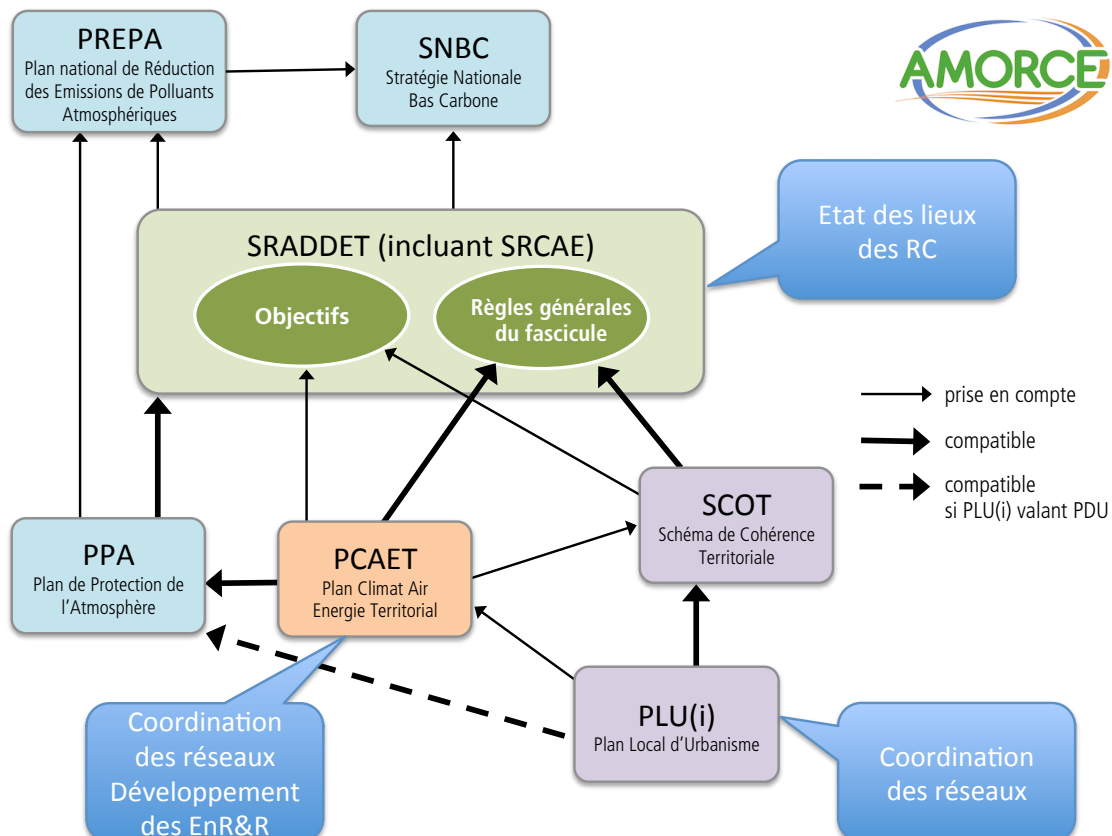 PREPA
Plan national de Réduction
des Emissions de Polluants
Atmosphériques
SNBC
Stratégie Nationale
Bas Carbone
AMORCE
Etat des lieux
des RC
SRADDET (incluant SRCAE)
Objectifs
Règles générales
du fascicule
prise en compte
compatible
compatible
si PLU(i) valant PDU
SCOT
Schéma de Cohérence
Territoriale
PPA
Plan de Protection de
l’Atmosphère
PCAET
Plan Climat Air
Energie Territorial
PLU(i)
Plan Local d’Urbanisme
Coordination
des réseaux
Développement
des EnR&R
Coordination
des réseaux